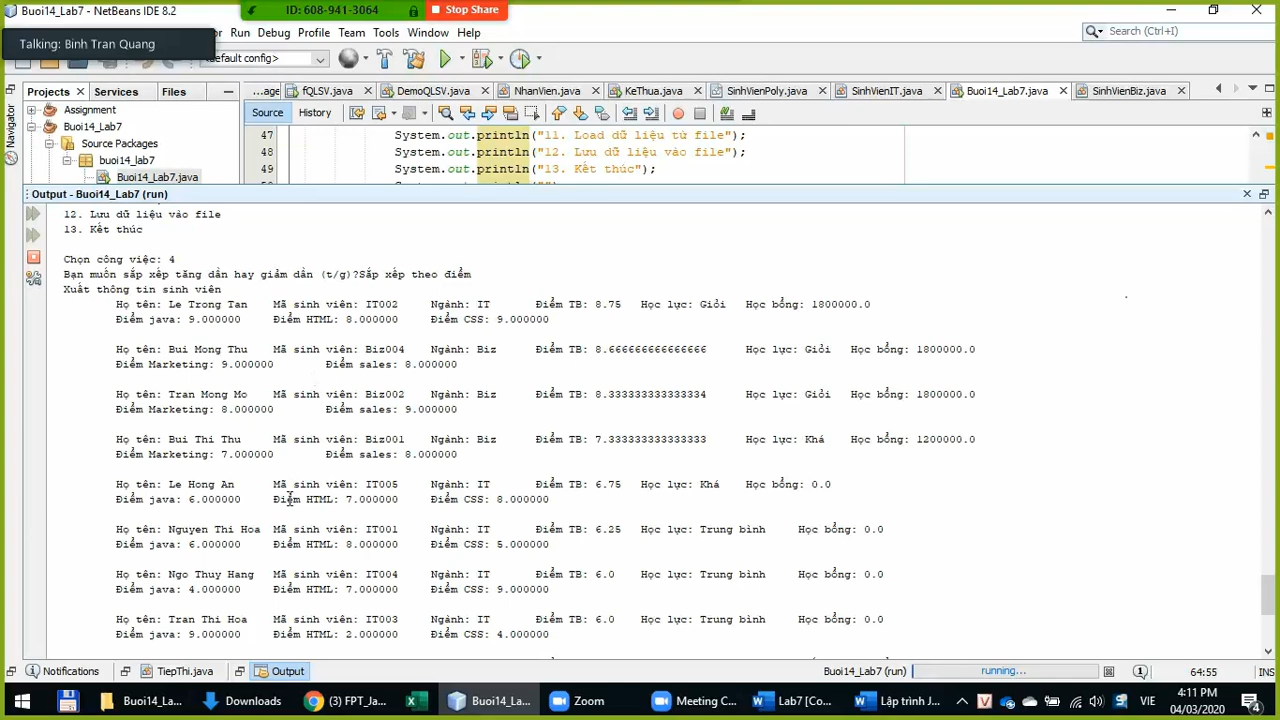 Buoi14_Lab7 - NetBeans IDE 8.2
ID: 608-941-3064
Stop Share
Talking: Binh Tran Quang
Run Debug Profile Team Tools Window Help
Search (Ctrl+I)
<default config>
Projects Services Files
...age fQLSV.java DemoQLSV.java NhanVien.java KeThua.java SinhVienPoly.java SinhVienIT.java Buoi14_Lab7.java SinhVienBiz.java
Navigator
Assignment
Buoi14_Lab7
Source Packages
buoi14_lab7
Buoi14_Lab7.java
Source History
47 System.out.println("11. Load dữ liệu từ file");
48 System.out.println("12. Lưu dữ liệu vào file");
49 System.out.println("13. Kết thúc");
Output - Buoi14_Lab7 (run)
12. Lưu dữ liệu vào file
13. Kết thúc
Chọn công việc: 4
Bạn muốn sắp xếp tăng dần hay giảm dần (t/g)?Sắp xếp theo điểm
Xuất thông tin sinh viên
Họ tên: Le Trong Tan Mã sinh viên: IT002 Ngành: IT Điểm TB: 8.75 Học lực: Giỏi Học bổng: 1800000.0
Điểm java: 9.000000 Điểm HTML: 8.000000 Điểm CSS: 9.000000
Họ tên: Bui Mong Thu Mã sinh viên: Biz004 Ngành: Biz Điểm TB: 8.666666666666666 Học lực: Giỏi Học bổng: 1800000.0
Điểm Marketing: 9.000000 Điểm sales: 8.000000
Họ tên: Tran Mong Mo Mã sinh viên: Biz002 Ngành: Biz Điểm TB: 8.333333333333334 Học lực: Giỏi Học bổng: 1800000.0
Điểm Marketing: 8.000000 Điểm sales: 9.000000
Họ tên: Bui Thi Thu Mã sinh viên: Biz001 Ngành: Biz Điểm TB: 7.333333333333333 Học lực: Khá Học bổng: 1200000.0
Điểm Marketing: 7.000000 Điểm sales: 8.000000
Họ tên: Le Hong An Mã sinh viên: IT005 Ngành: IT Điểm TB: 6.75 Học lực: Khá Học bổng: 0.0
Điểm java: 6.000000 Điểm HTML: 7.000000 Điểm CSS: 8.000000
Họ tên: Nguyen Thi Hoa Mã sinh viên: IT001 Ngành: IT Điểm TB: 6.25 Học lực: Trung bình Học bổng: 0.0
Điểm java: 6.000000 Điểm HTML: 8.000000 Điểm CSS: 5.000000
Họ tên: Ngo Thuy Hang Mã sinh viên: IT004 Ngành: IT Điểm TB: 6.0 Học lực: Trung bình Học bổng: 0.0
Điểm java: 4.000000 Điểm HTML: 7.000000 Điểm CSS: 9.000000
Họ tên: Tran Thi Hoa Mã sinh viên: IT003 Ngành: IT Điểm TB: 6.0 Học lực: Trung bình Học bổng: 0.0
Điểm java: 9.000000 Điểm HTML: 2.000000 Điểm CSS: 4.000000
Notifications TiepThi.java Output Buoi14_Lab7 (run) running... 64:55 INS
Buoi14_La... Downloads (3) FPT_Ja... Buoi14_La... Zoom Meeting C... Lab7 [Co... Lập trình J... VIE 4:11 PM
04/03/2020